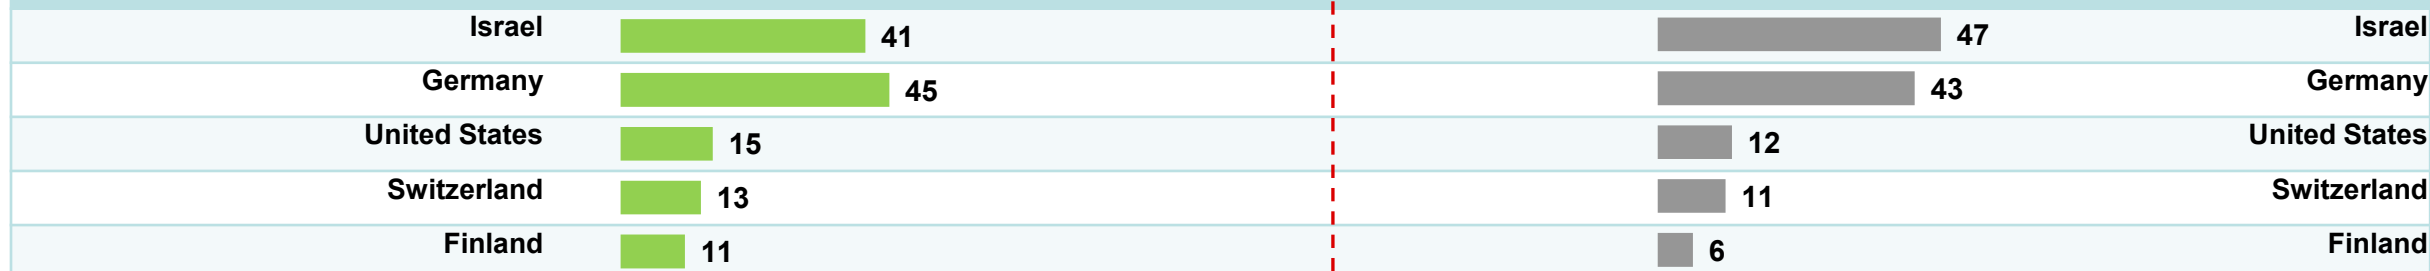 Israel 41 47 Israel
Germany 45 43 Germany
United States 15 12 United States
Switzerland 13 11 Switzerland
Finland 11 6 Finland